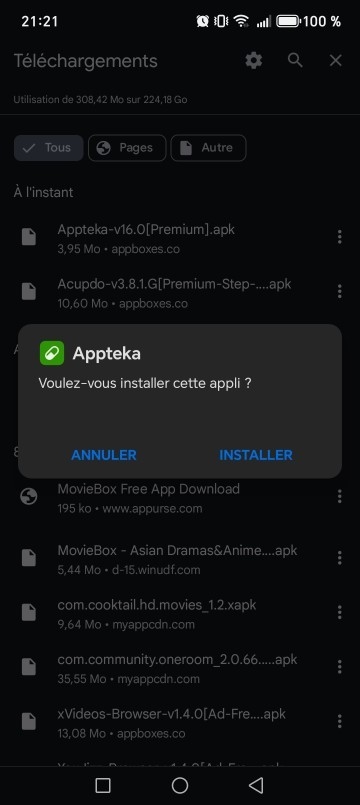 21:21
100 %
Téléchargements
Utilisation de 308,42 Mo sur 224,18 Go
Tous
Pages
Autre
À l'instant
Appteka-v16.0[Premium].apk
3,95 Mo • appboxes.co
Acupdo-v3.8.1.G[Premium-Step-....apk
10,60 Mo • appboxes.co
Appteka
Voulez-vous installer cette appli ?
ANNULER
INSTALLER
MovieBox Free App Download
195 ko • www.appurse.com
MovieBox - Asian Dramas&Anime....apk
5,44 Mo • d-15.winudf.com
com.cooktail.hd.movies_1.2.xapk
9,64 Mo • myappcdn.com
com.community.oneroom_2.0.66.....apk
35,55 Mo • myappcdn.com
xVideos-Browser-v1.4.0[Ad-Fre....apk
13,08 Mo • appboxes.co